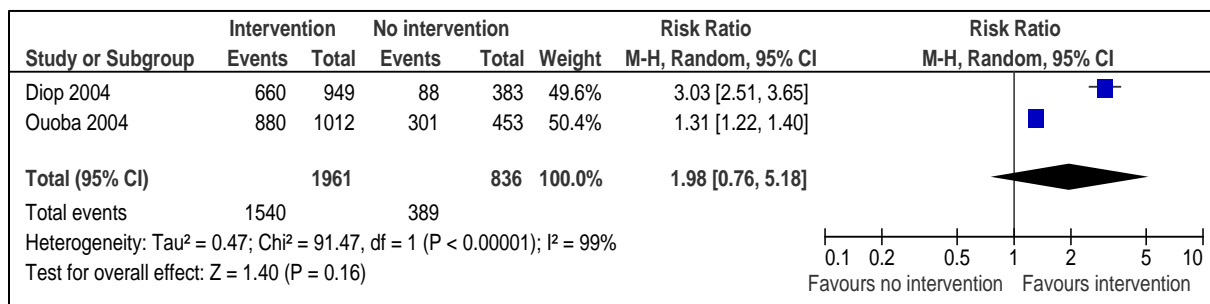 Intervention No intervention Risk Ratio Risk Ratio
Study or Subgroup Events Total Events Total Weight M-H, Random, 95% CI M-H, Random, 95% CI
Diop 2004 660 949 88 383 49.6% 3.03 [2.51, 3.65]
Ouoba 2004 880 1012 301 453 50.4% 1.31 [1.22, 1.40]
Total (95% CI) 1961 836 100.0% 1.98 [0.76, 5.18]
Total events 1540 389
Heterogeneity: Tau² = 0.47; Chi² = 91.47, df = 1 (P < 0.00001); I² = 99%
Test for overall effect: Z = 1.40 (P = 0.16)
0.1 0.2 0.5 1 2 5 10
Favours no intervention Favours intervention